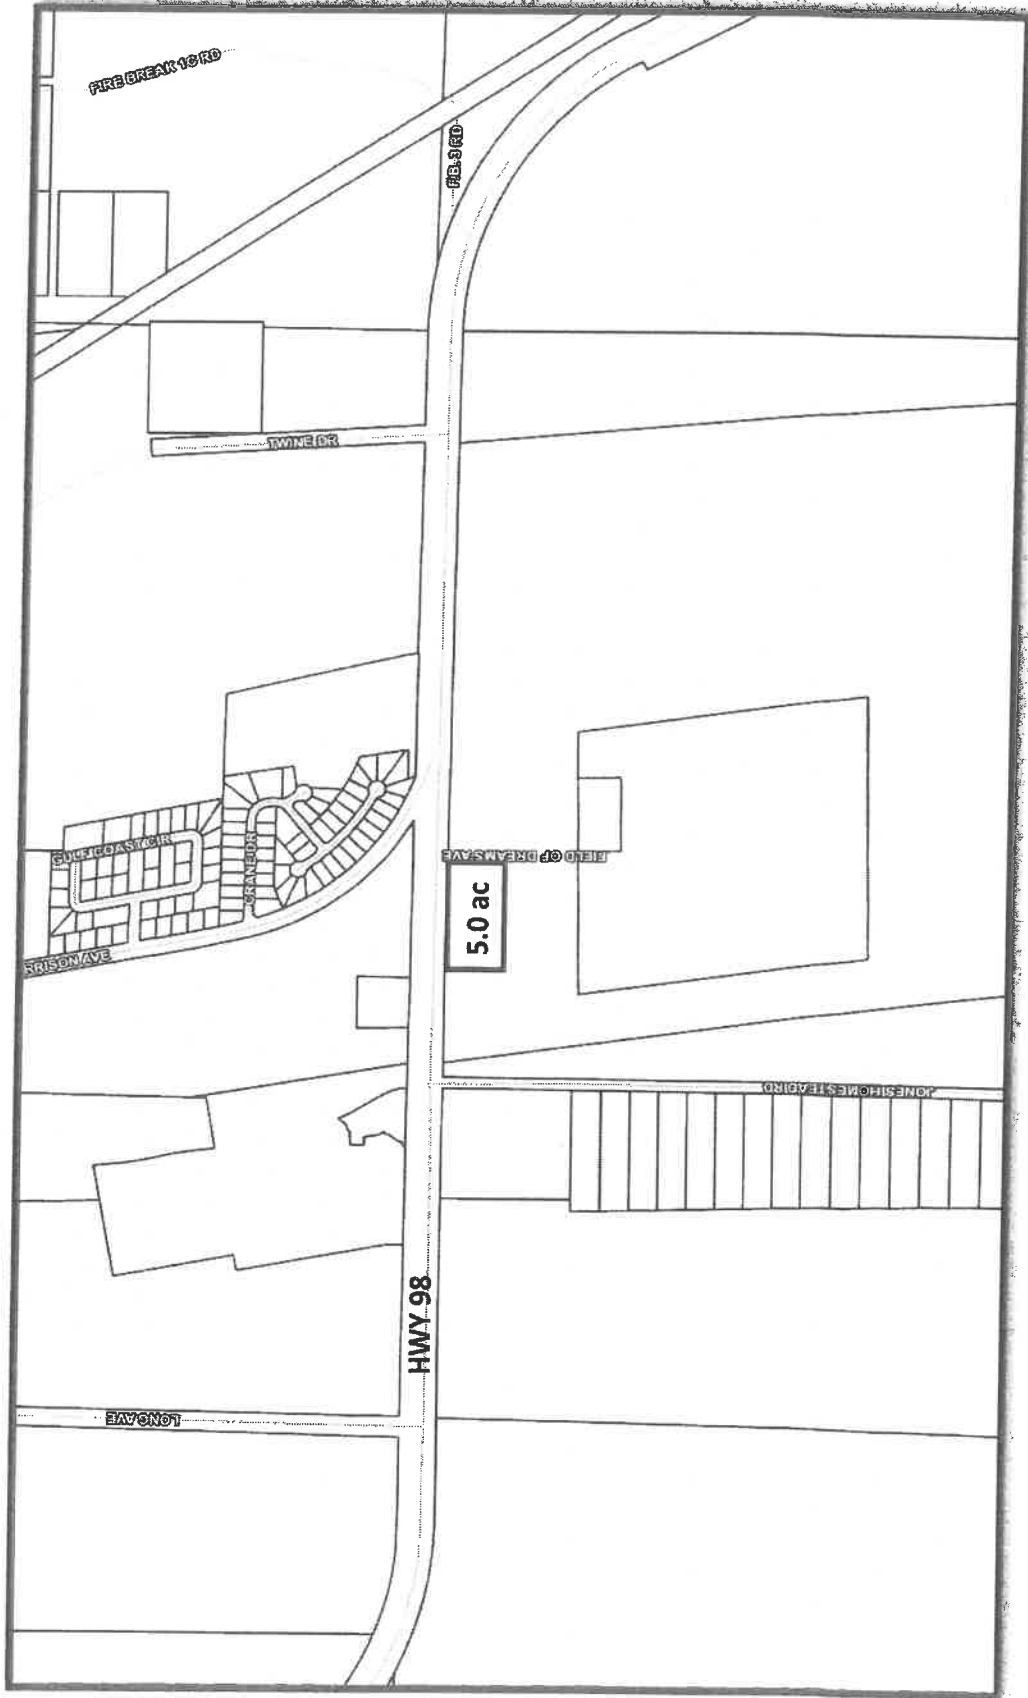 FIRE BREAK 1C RD
F.B. 3 RD
TWINE DR
GULF COAST CIR
CRANE DR
FIELD OF DREAMS AVE
5.0 ac
RRISON AVE
JONES HOMESTEAD RD
HWY 98
LONG AVE